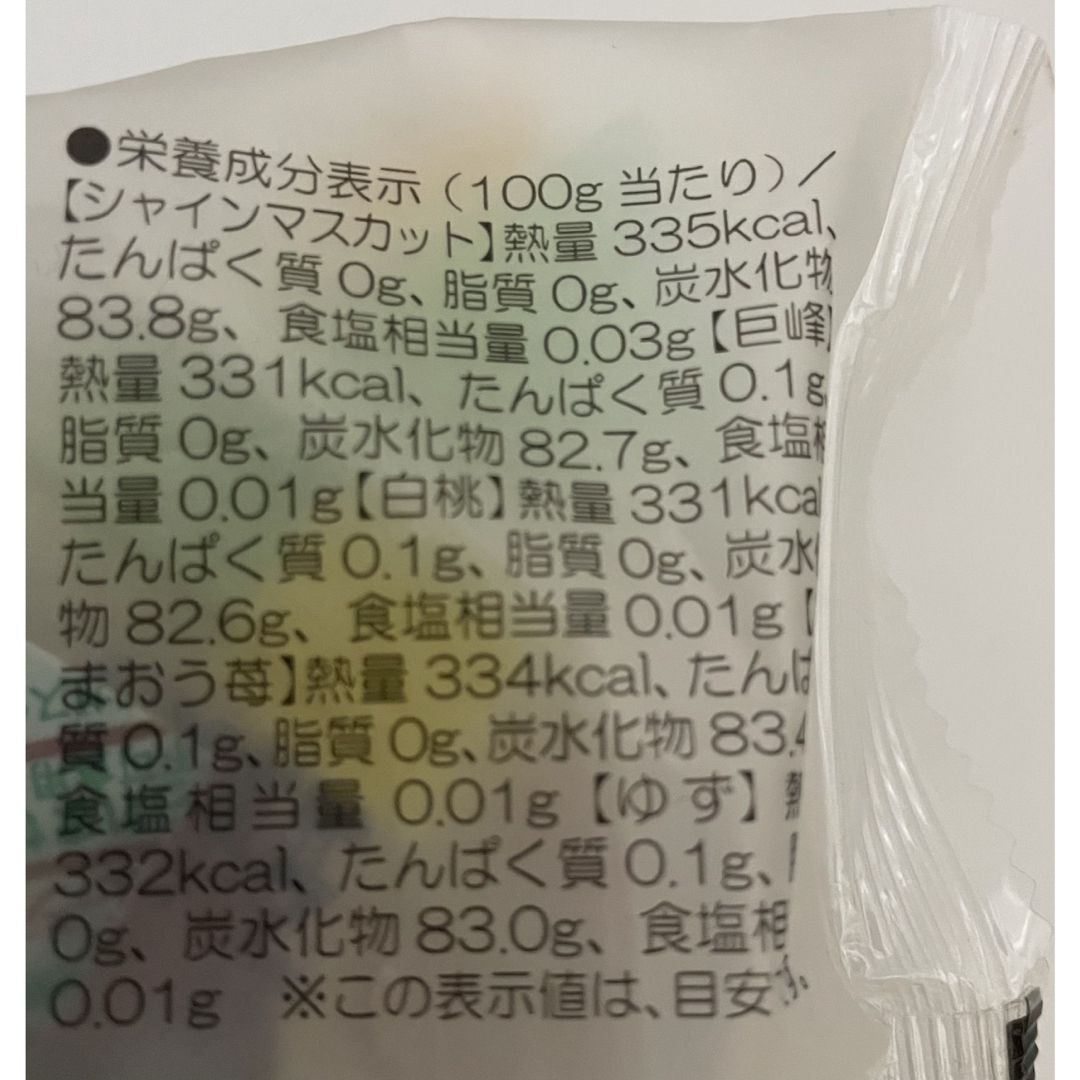 ●栄養成分表示（100g 当たり）／
【シャインマスカット】熱量 335kcal、
たんぱく質 0g、脂質 0g、炭水化物
83.8g、食塩相当量 0.03g【巨峰】
熱量 331kcal、たんぱく質 0.1g
脂質 0g、炭水化物 82.7g、食塩相
当量 0.01g【白桃】熱量 331kcal
たんぱく質 0.1g、脂質 0g、炭水
物 82.6g、食塩相当量 0.01g【
まおう苺】熱量 334kcal、たんぱ
質 0.1g、脂質 0g、炭水化物 83.4
食塩相当量 0.01g【ゆず】熱
332kcal、たんぱく質 0.1g、
0g、炭水化物 83.0g、食塩相
0.01g ※この表示値は、目安です。